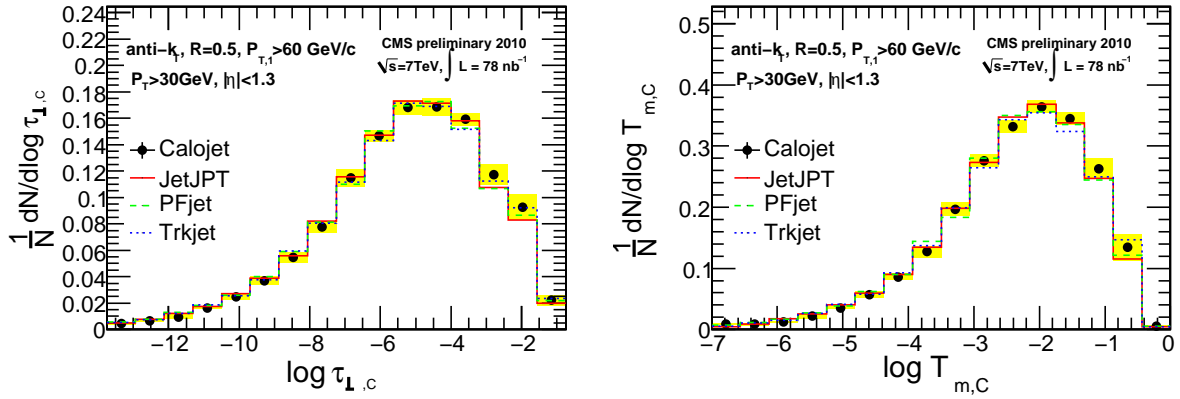 0.24
0.22
0.2
0.18
0.16
0.14
0.12
0.1
0.08
0.06
0.04
0.02
0
1/N dN/dlog τ⊥,C
anti−kT, R=0.5, PT,1>60 GeV/c
PT>30GeV, |η|<1.3
CMS preliminary 2010
√s=7TeV, ∫ L = 78 nb−1
Calojet
JetJPT
PFjet
Trkjet
−12 −10 −8 −6 −4 −2
log τ⊥,C
0.5
0.4
0.3
0.2
0.1
0
1/N dN/dlog Tm,C
anti−kT, R=0.5, PT,1>60 GeV/c
PT>30GeV, |η|<1.3
CMS preliminary 2010
√s=7TeV, ∫ L = 78 nb−1
Calojet
JetJPT
PFjet
Trkjet
−7 −6 −5 −4 −3 −2 −1 0
log Tm,C